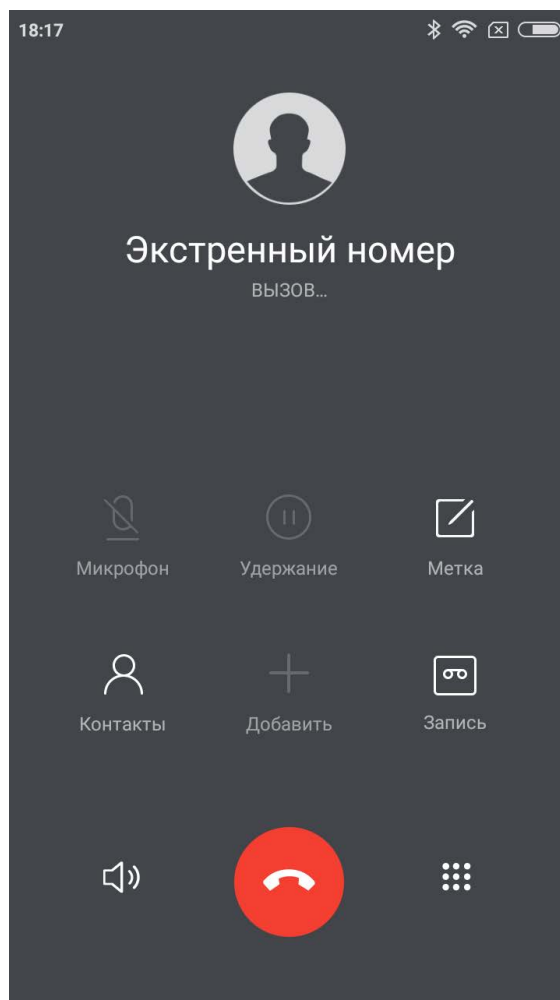 18:17
Экстренный номер
ВЫЗОВ...
Микрофон
Удержание
Метка
Контакты
Добавить
Запись